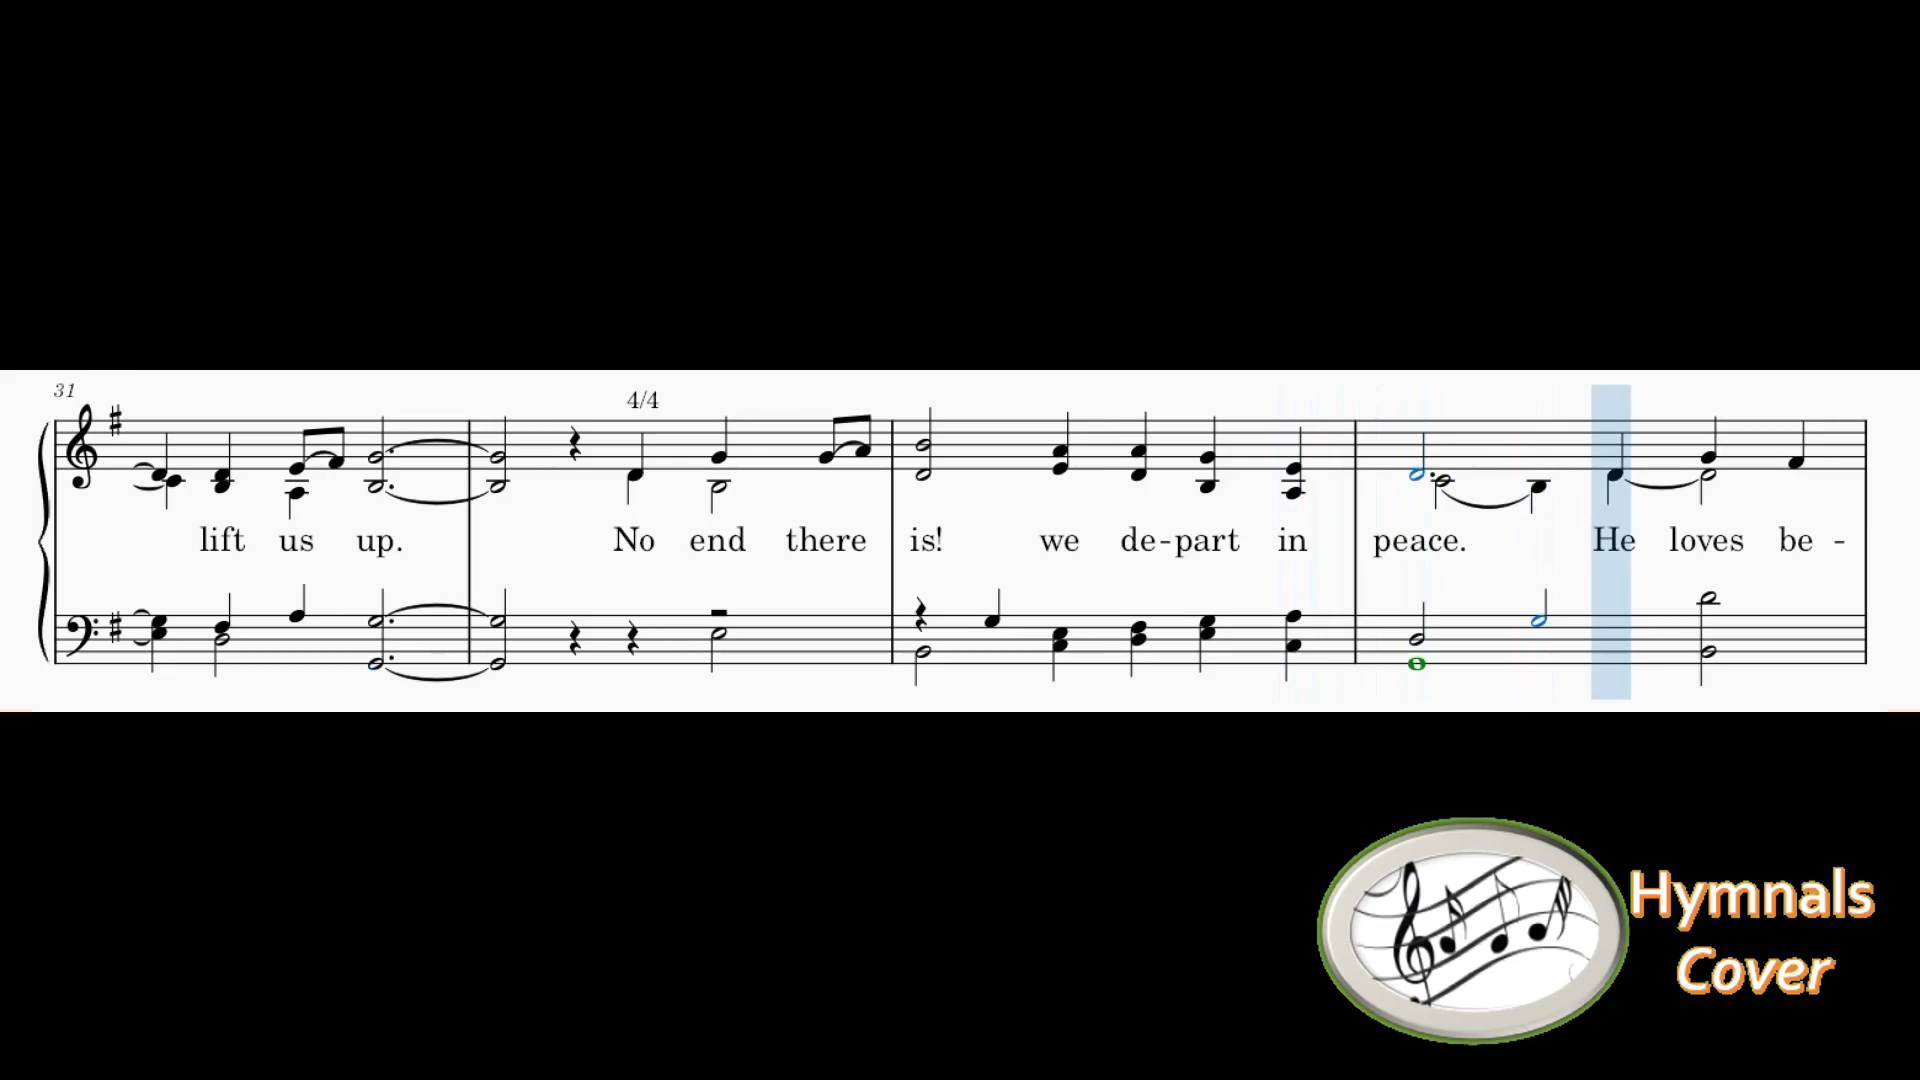 31
4/4
lift us up. No end there is! we de-part in peace. He loves be-
Hymnals
Cover